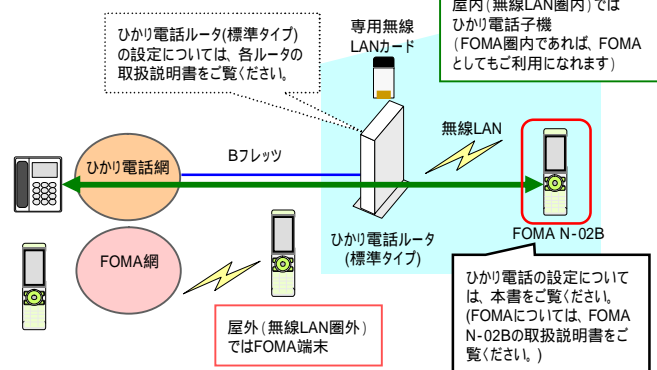 屋内(無線LAN圏内)では
ひかり電話子機
(FOMA圏内であれば、FOMA
としてもご利用になれます)
専用無線
LANカード
ひかり電話ルータ(標準タイプ)
の設定については、各ルータの
取扱説明書をご覧ください。
無線LAN
Bフレッツ
ひかり電話網
FOMA N-02B
ひかり電話ルータ
(標準タイプ)
FOMA網
ひかり電話の設定について
は、本書をご覧ください。
(FOMAについては、FOMA
N-02Bの取扱説明書をご
覧ください。)
屋外(無線LAN圏外)
ではFOMA端末